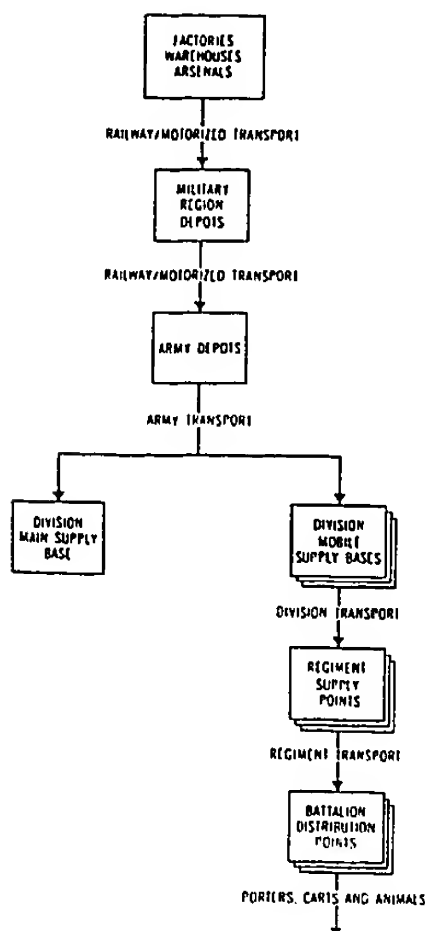 FACTORIES
WAREHOUSES
ARSENALS
RAILWAY/MOTORIZED TRANSPORT
MILITARY
REGION
DEPOTS
RAILWAY/MOTORIZED TRANSPORT
ARMY DEPOTS
ARMY TRANSPORT
DIVISION
MAIN SUPPLY
BASE
DIVISION
MOBILE
SUPPLY BASES
DIVISION TRANSPORT
REGIMENT
SUPPLY
POINTS
REGIMENT TRANSPORT
BATTALION
DISTRIBUTION
POINTS
PORTERS, CARTS AND ANIMALS